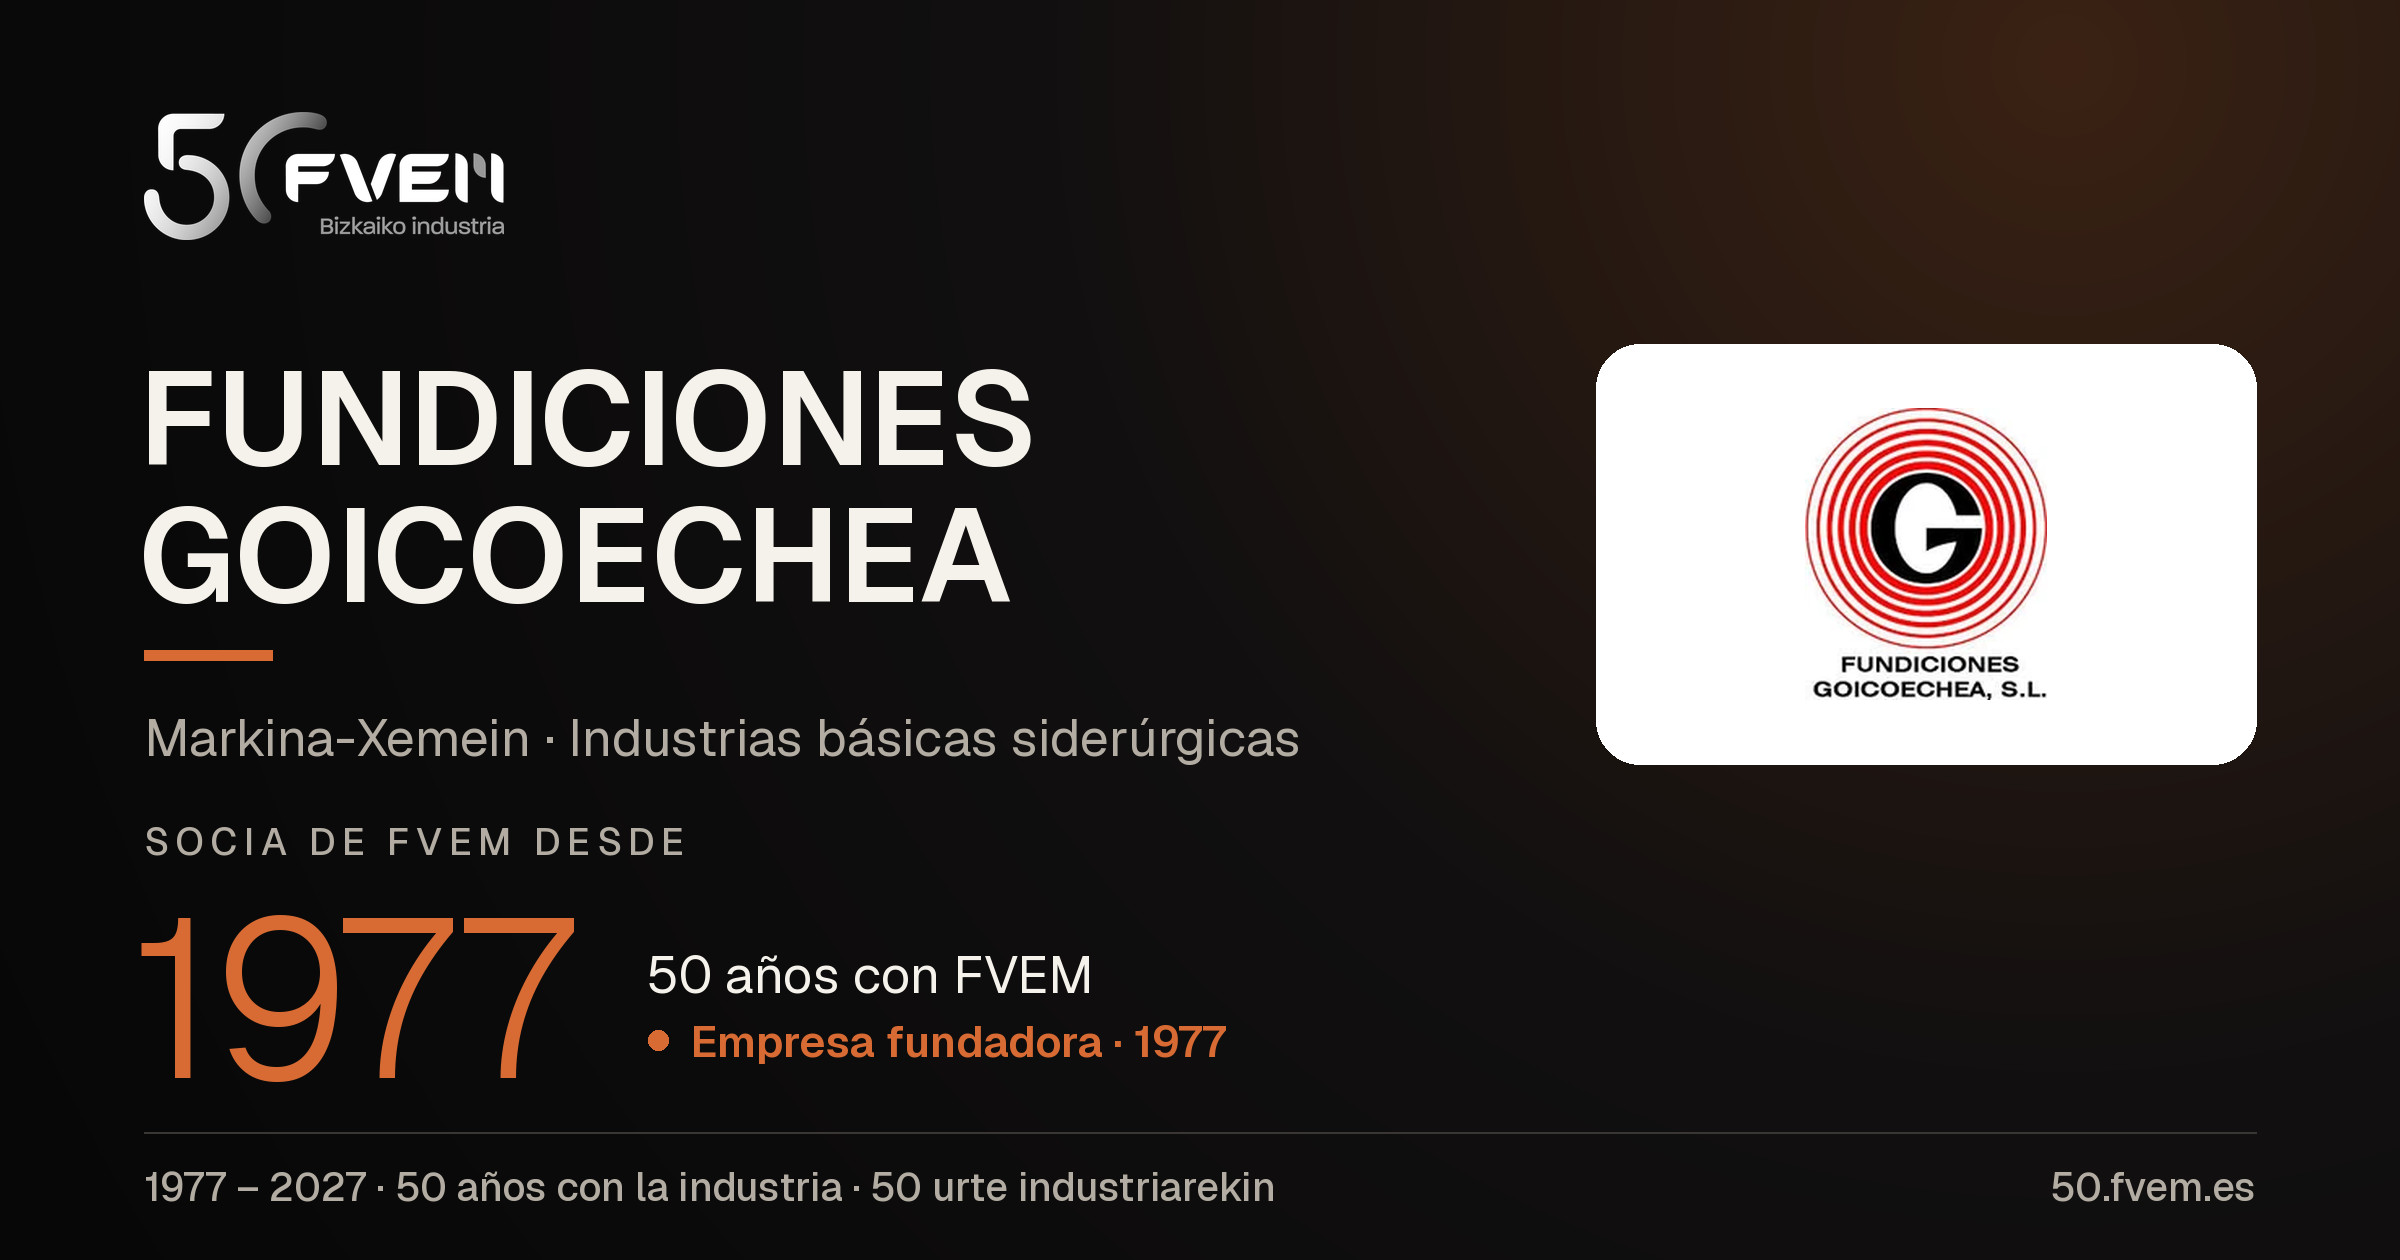 50 FVEM
Bizkaiko industria
FUNDICIONES
GOICOECHEA
Markina-Xemein · Industrias básicas siderúrgicas
SOCIA DE FVEM DESDE
1977
50 años con FVEM
Empresa fundadora · 1977
G
FUNDICIONES
GOICOECHEA, S.L.
1977 – 2027 · 50 años con la industria · 50 urte industriarekin
50.fvem.es